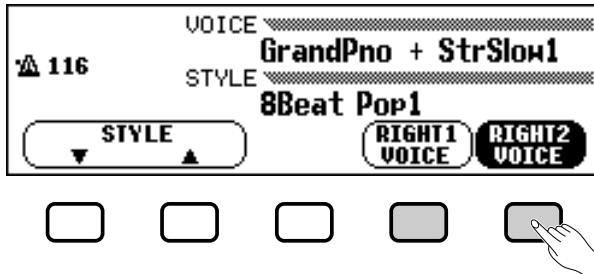 VOICE
GrandPno + StrSlow1
116
STYLE
8Beat Pop1
STYLE
▼ ▲
RIGHT1
VOICE
RIGHT2
VOICE